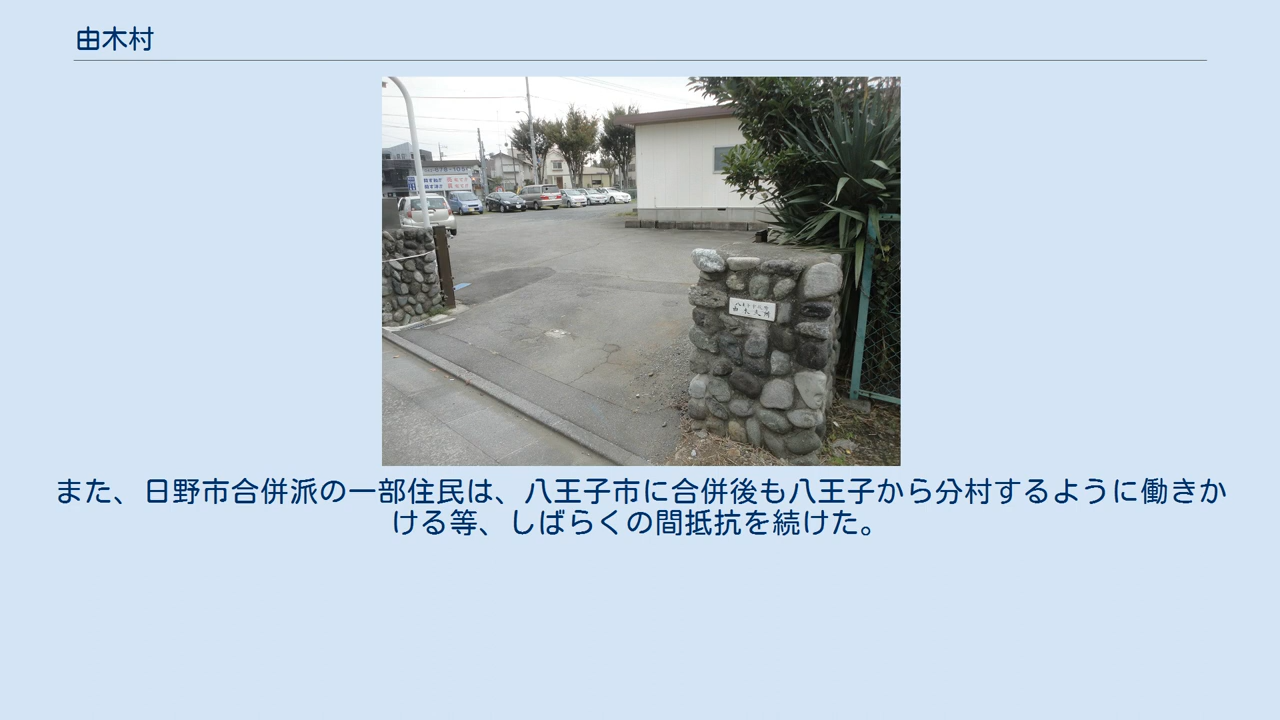 由木村
また、日野市合併派の一部住民は、八王子市に合併後も八王子から分村するように働きか
ける等、しばらくの間抵抗を続けた。